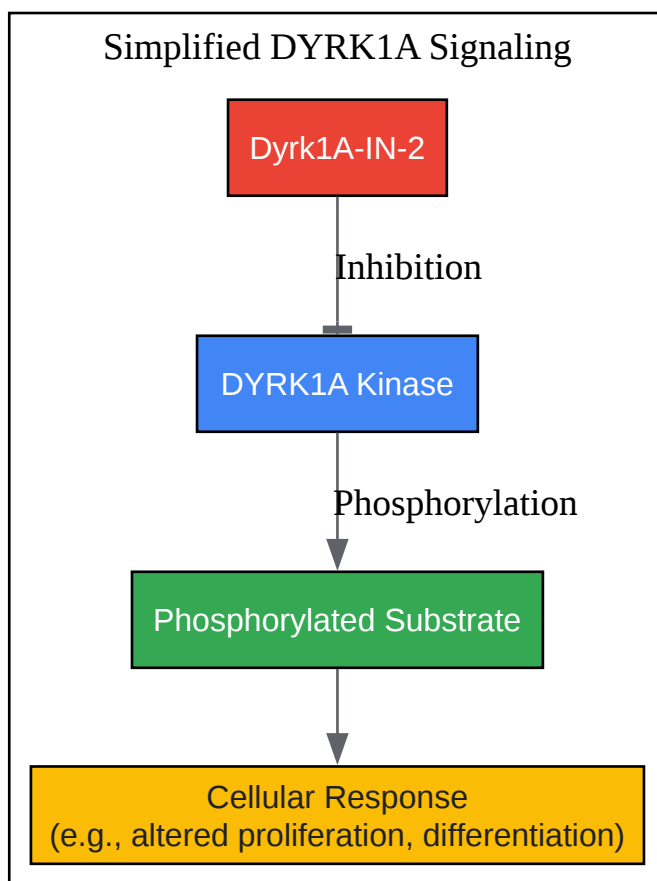 Simplified DYRK1A Signaling
Dyrk1A-IN-2
Inhibition
DYRK1A Kinase
Phosphorylation
Phosphorylated Substrate
Cellular Response
(e.g., altered proliferation, differentiation)